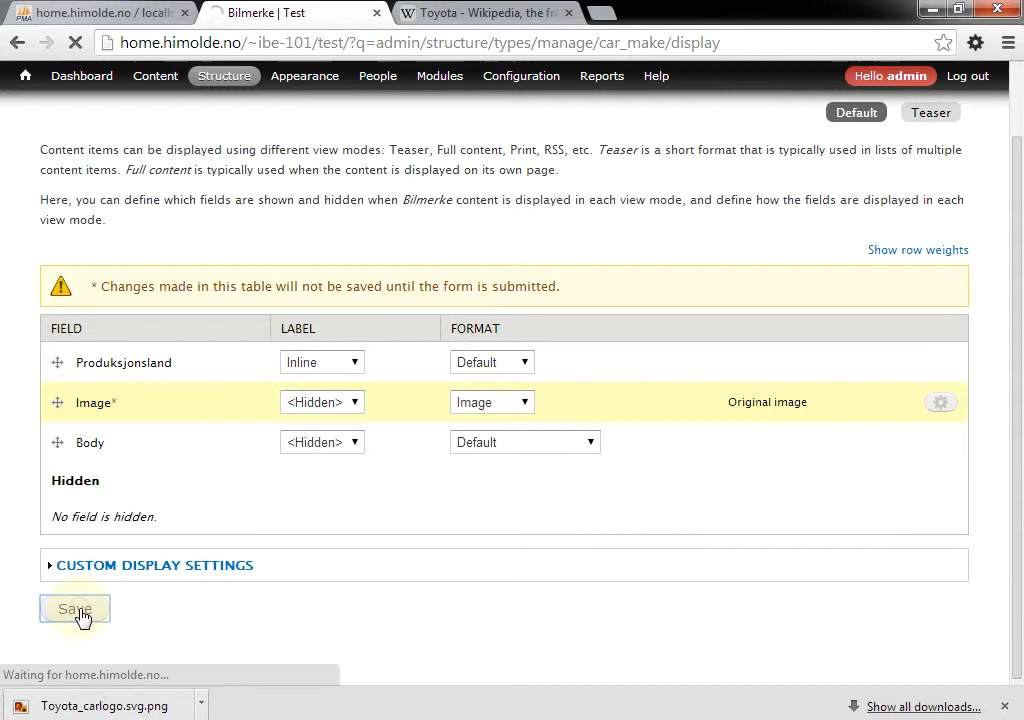 home.himolde.no / localh
Bilmerke | Test
Toyota - Wikipedia, the fr
home.himolde.no/~ibe-101/test/?q=admin/structure/types/manage/car_make/display
Dashboard Content Structure Appearance People Modules Configuration Reports Help Hello admin Log out
Default Teaser
Content items can be displayed using different view modes: Teaser, Full content, Print, RSS, etc. Teaser is a short format that is typically used in lists of multiple
content items. Full content is typically used when the content is displayed on its own page.
Here, you can define which fields are shown and hidden when Bilmerke content is displayed in each view mode, and define how the fields are displayed in each
view mode.
Show row weights
* Changes made in this table will not be saved until the form is submitted.
FIELD LABEL FORMAT
Produksjonsland Inline Default
Image* <Hidden> Image Original image
Body <Hidden> Default
Hidden
No field is hidden.
CUSTOM DISPLAY SETTINGS
Save
Waiting for home.himolde.no...
Toyota_carlogo.svg.png
Show all downloads...